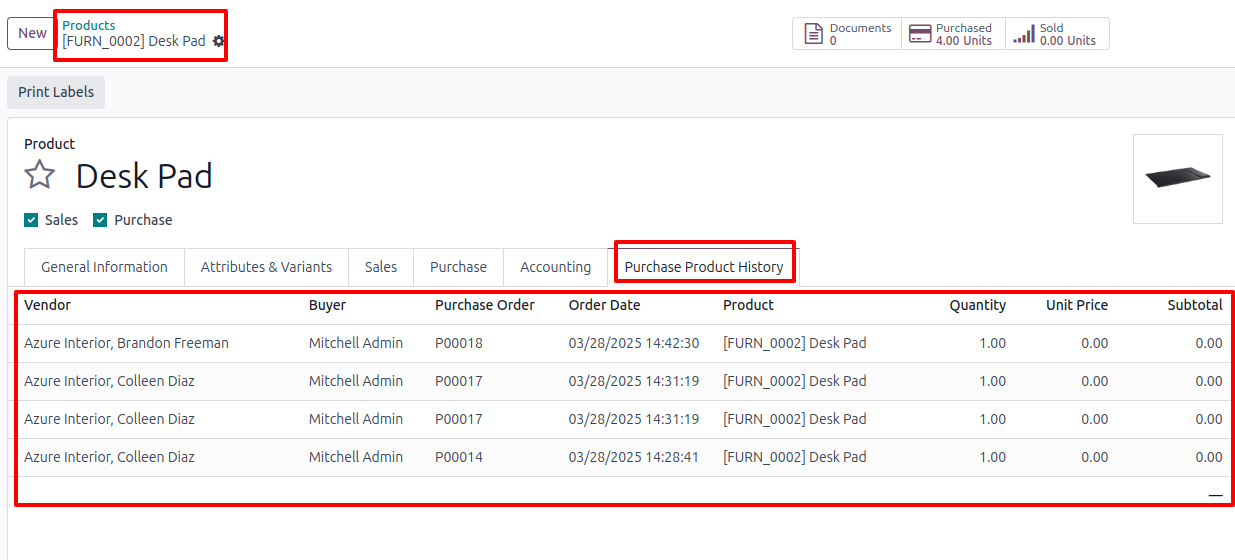 New
Products
[FURN_0002] Desk Pad
Documents
0
Purchased
4.00 Units
Sold
0.00 Units
Print Labels
Product
Desk Pad
Sales Purchase
General Information Attributes & Variants Sales Purchase Accounting Purchase Product History
Vendor Buyer Purchase Order Order Date Product Quantity Unit Price Subtotal
Azure Interior, Brandon Freeman Mitchell Admin P00018 03/28/2025 14:42:30 [FURN_0002] Desk Pad 1.00 0.00 0.00
Azure Interior, Colleen Diaz Mitchell Admin P00017 03/28/2025 14:31:19 [FURN_0002] Desk Pad 1.00 0.00 0.00
Azure Interior, Colleen Diaz Mitchell Admin P00017 03/28/2025 14:31:19 [FURN_0002] Desk Pad 1.00 0.00 0.00
Azure Interior, Colleen Diaz Mitchell Admin P00014 03/28/2025 14:28:41 [FURN_0002] Desk Pad 1.00 0.00 0.00
—